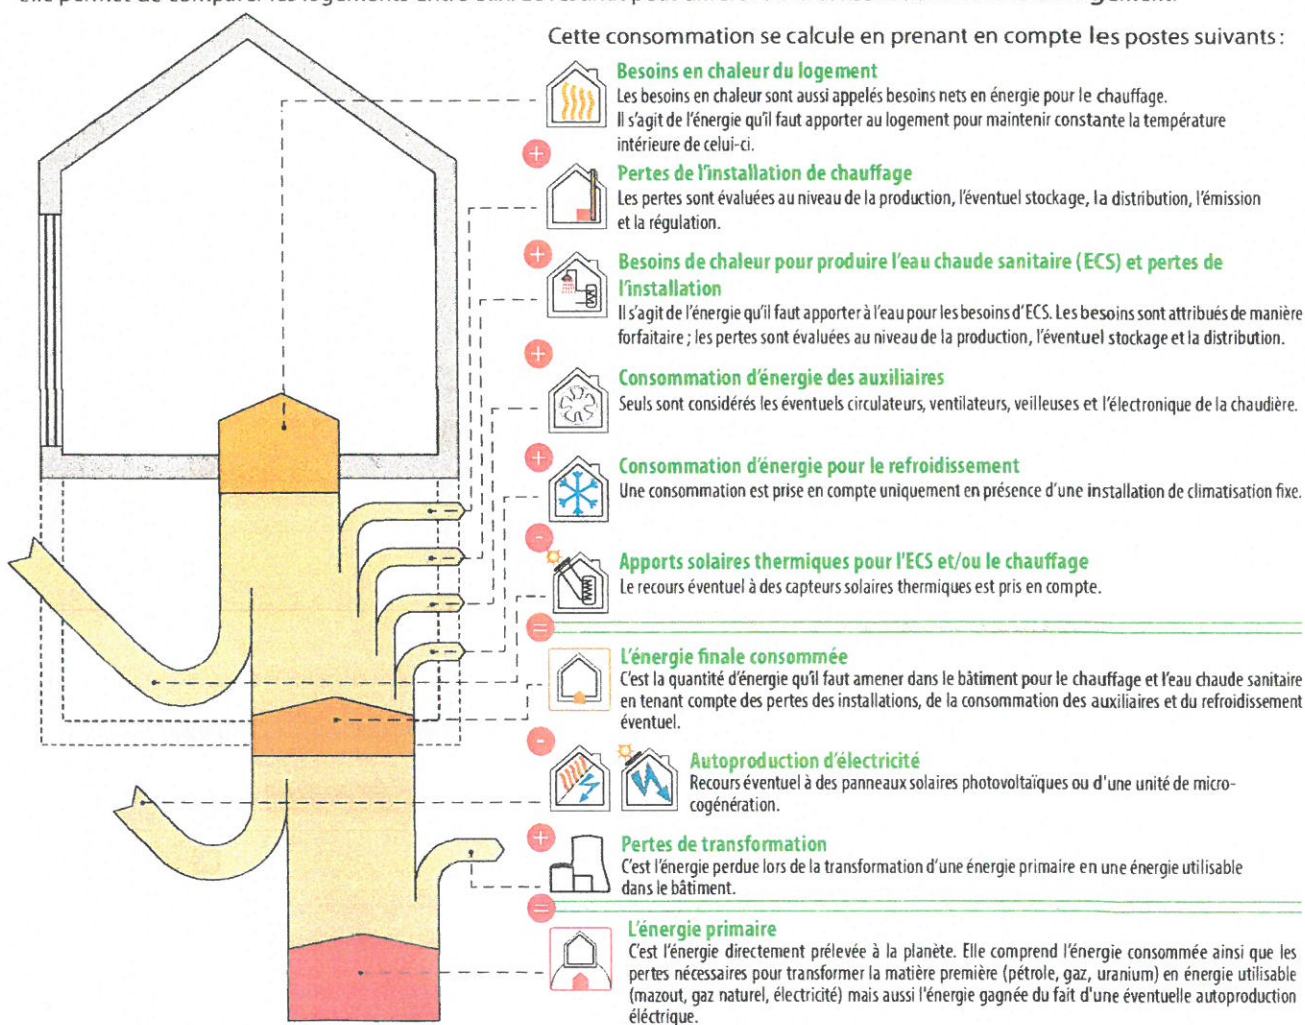 Cette consommation se calcule en prenant en compte les postes suivants :
Besoins en chaleur du logement
Les besoins en chaleur sont aussi appelés besoins nets en énergie pour le chauffage.
Il s'agit de l'énergie qu'il faut apporter au logement pour maintenir constante la température
intérieure de celui-ci.
+
Pertes de l'installation de chauffage
Les pertes sont évaluées au niveau de la production, l'éventuel stockage, la distribution, l'émission
et la régulation.
+
Besoins de chaleur pour produire l'eau chaude sanitaire (ECS) et pertes de
l'installation
Il s'agit de l'énergie qu'il faut apporter à l'eau pour les besoins d'ECS. Les besoins sont attribués de manière
forfaitaire ; les pertes sont évaluées au niveau de la production, l'éventuel stockage et la distribution.
+
Consommation d'énergie des auxiliaires
Seuls sont considérés les éventuels circulateurs, ventilateurs, veilleuses et l'électronique de la chaudière.
+
Consommation d'énergie pour le refroidissement
Une consommation est prise en compte uniquement en présence d'une installation de climatisation fixe.
-
Apports solaires thermiques pour l'ECS et/ou le chauffage
Le recours éventuel à des capteurs solaires thermiques est pris en compte.
=
L'énergie finale consommée
C'est la quantité d'énergie qu'il faut amener dans le bâtiment pour le chauffage et l'eau chaude sanitaire
en tenant compte des pertes des installations, de la consommation des auxiliaires et du refroidissement
éventuel.
-
Autoproduction d'électricité
Recours éventuel à des panneaux solaires photovoltaïques ou d'une unité de micro-
cogénération.
+
Pertes de transformation
C'est l'énergie perdue lors de la transformation d'une énergie primaire en une énergie utilisable
dans le bâtiment.
=
L'énergie primaire
C'est l'énergie directement prélevée à la planète. Elle comprend l'énergie consommée ainsi que les
pertes nécessaires pour transformer la matière première (pétrole, gaz, uranium) en énergie utilisable
(mazout, gaz naturel, électricité) mais aussi l'énergie gagnée du fait d'une éventuelle autoproduction
éléctrique.